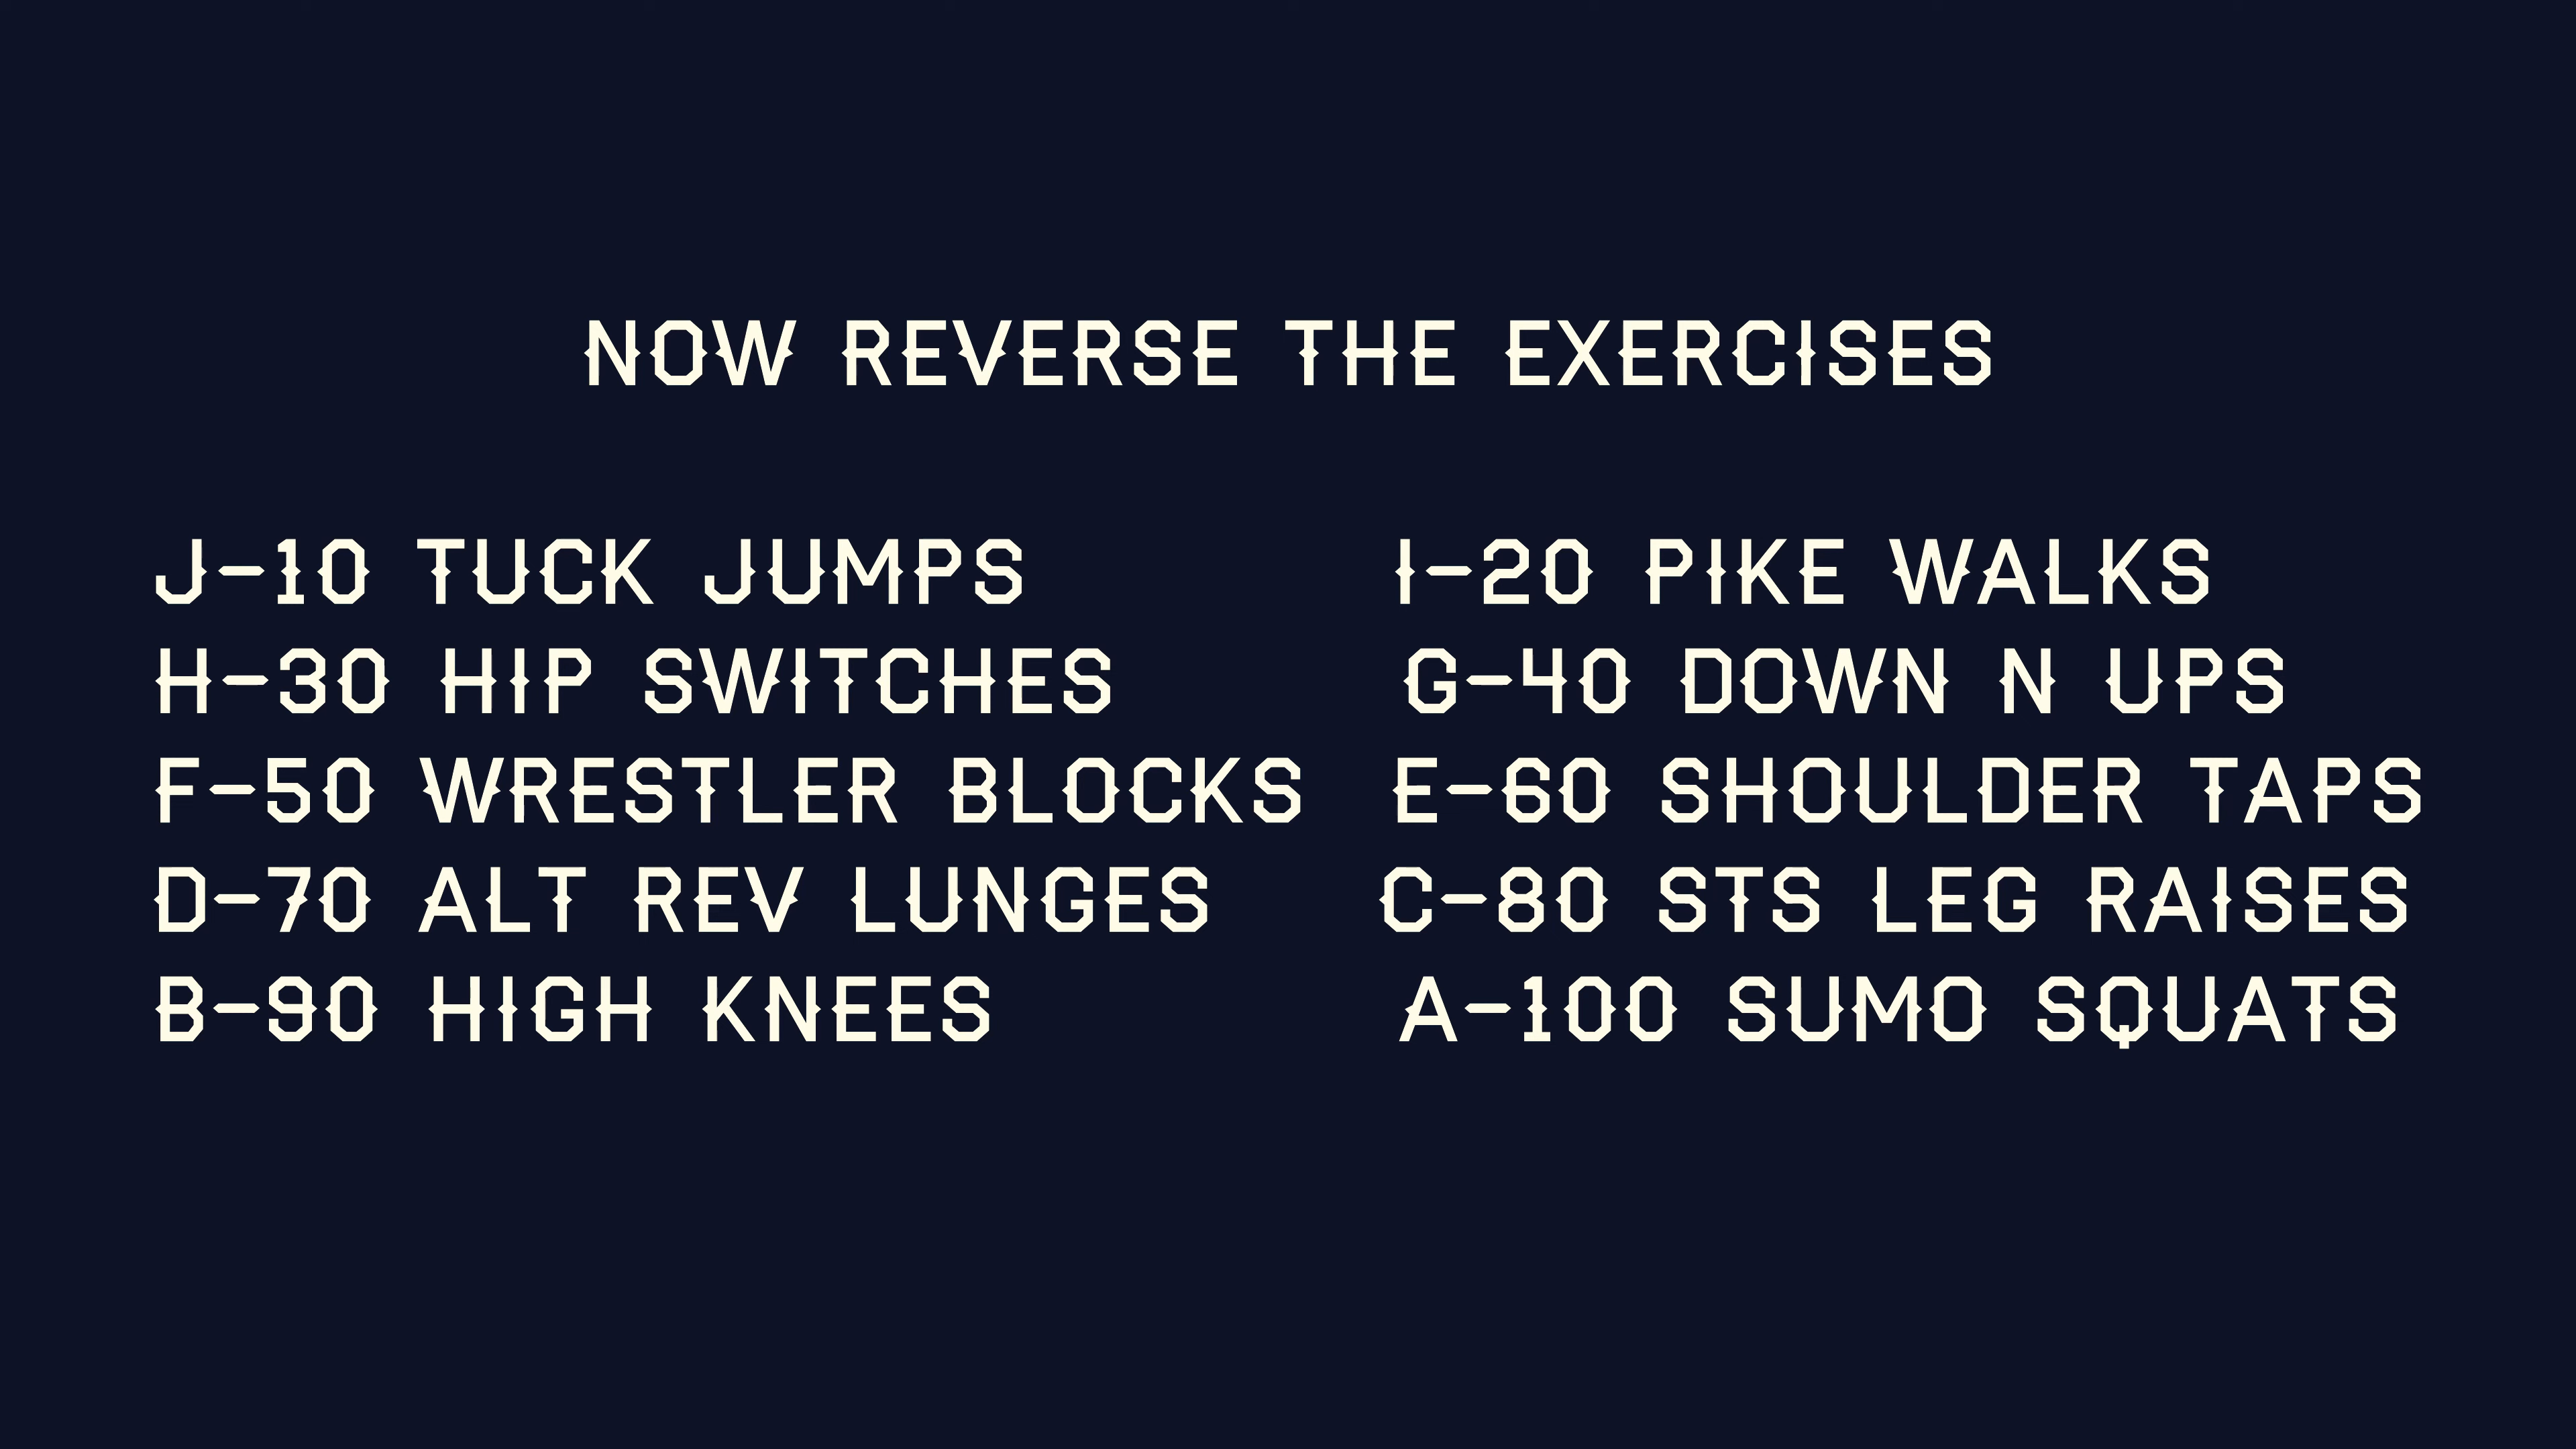 NOW REVERSE THE EXERCISES
J-10 TUCK JUMPS I-20 PIKE WALKS
H-30 HIP SWITCHES G-40 DOWN N UPS
F-50 WRESTLER BLOCKS E-60 SHOULDER TAPS
D-70 ALT REV LUNGES C-80 STS LEG RAISES
B-90 HIGH KNEES A-100 SUMO SQUATS